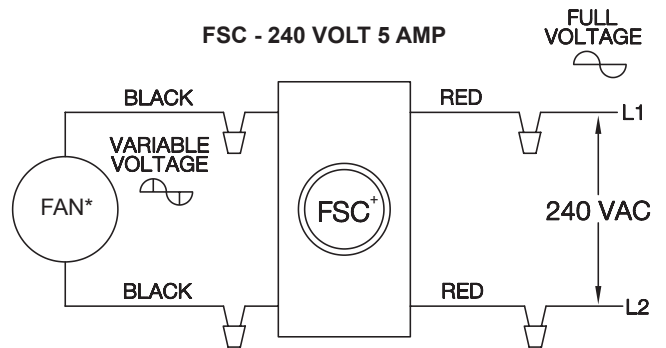 FSC - 240 VOLT 5 AMP
FULL
VOLTAGE
BLACK
RED
L1
VARIABLE
VOLTAGE
FAN*
FSC+
240 VAC
BLACK
RED
L2